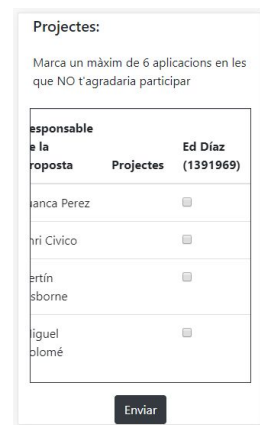 Projectes:
Marca un màxim de 6 aplicacions en les
que NO t'agradaria participar
esponsable
e la
roposta Projectes Ed Díaz
(1391969)
uanca Perez
nri Civico
ertín
sborne
liguel
olomé
Enviar